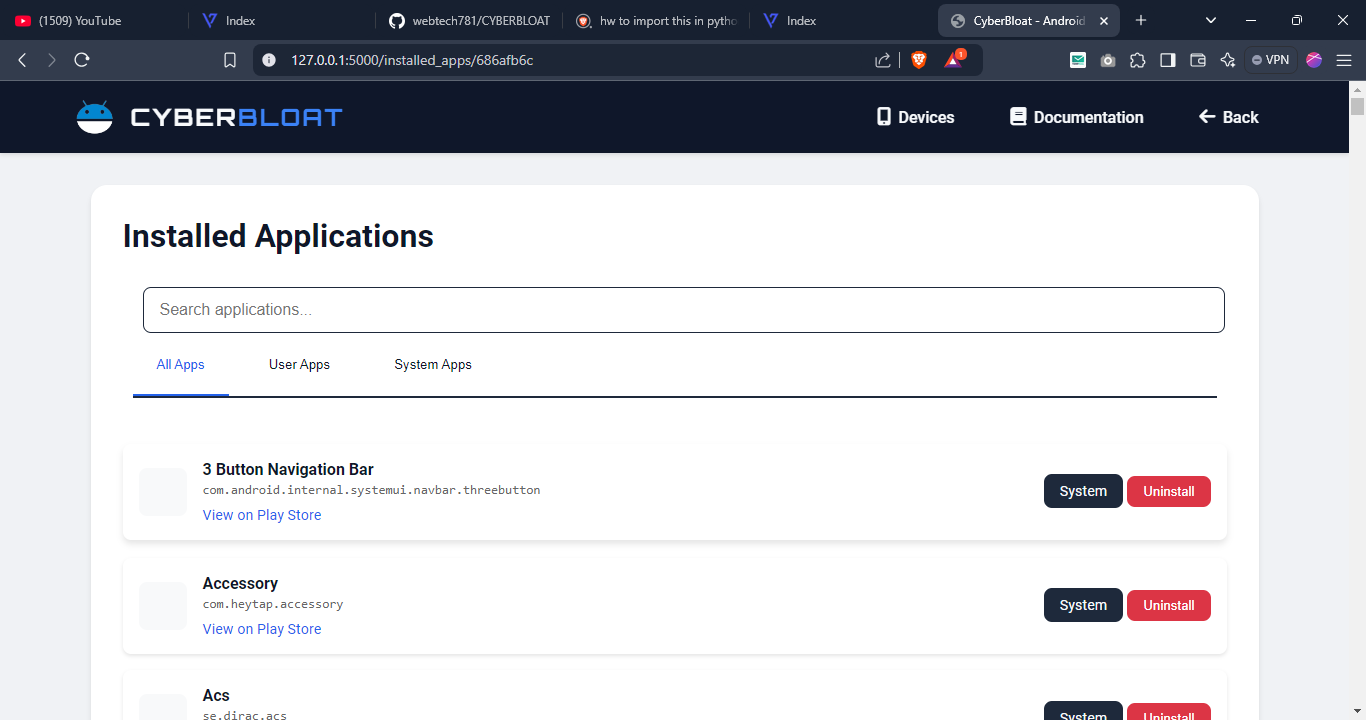 (1509) YouTube
Index
webtech781/CYBERBLOAT
hw to import this in pytho
Index
CyberBloat - Android
127.0.0.1:5000/installed_apps/686afb6c
1
VPN
CYBERBLOAT
Devices
Documentation
Back
Installed Applications
Search applications...
All Apps
User Apps
System Apps
3 Button Navigation Bar
com.android.internal.systemui.navbar.threebutton
View on Play Store
System
Uninstall
Accessory
com.heytap.accessory
View on Play Store
System
Uninstall
Acs
se.dirac.acs
System
Uninstall